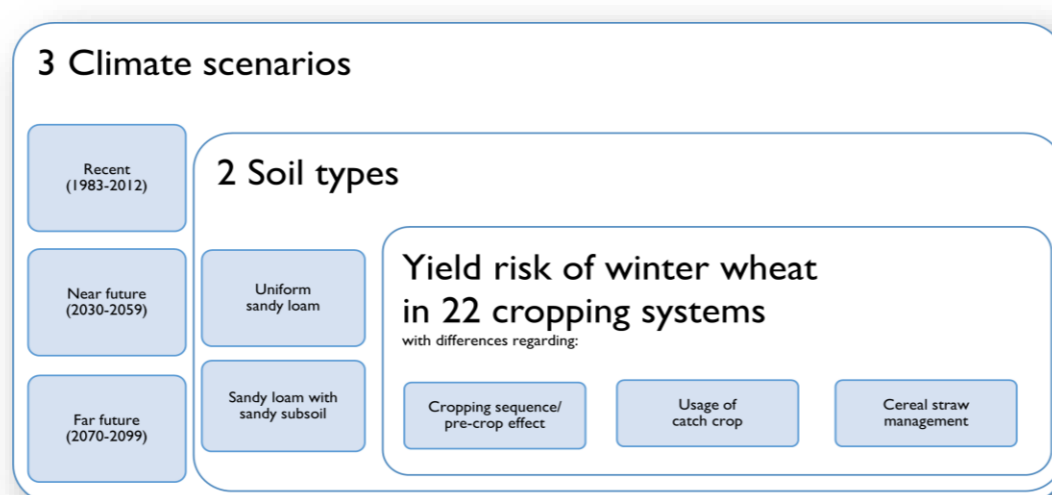 3 Climate scenarios
Recent
(1983-2012)
Near future
(2030-2059)
Far future
(2070-2099)
2 Soil types
Uniform
sandy loam
Sandy loam with
sandy subsoil
Yield risk of winter wheat
in 22 cropping systems
with differences regarding:
Cropping sequence/
pre-crop effect
Usage of
catch crop
Cereal straw
management